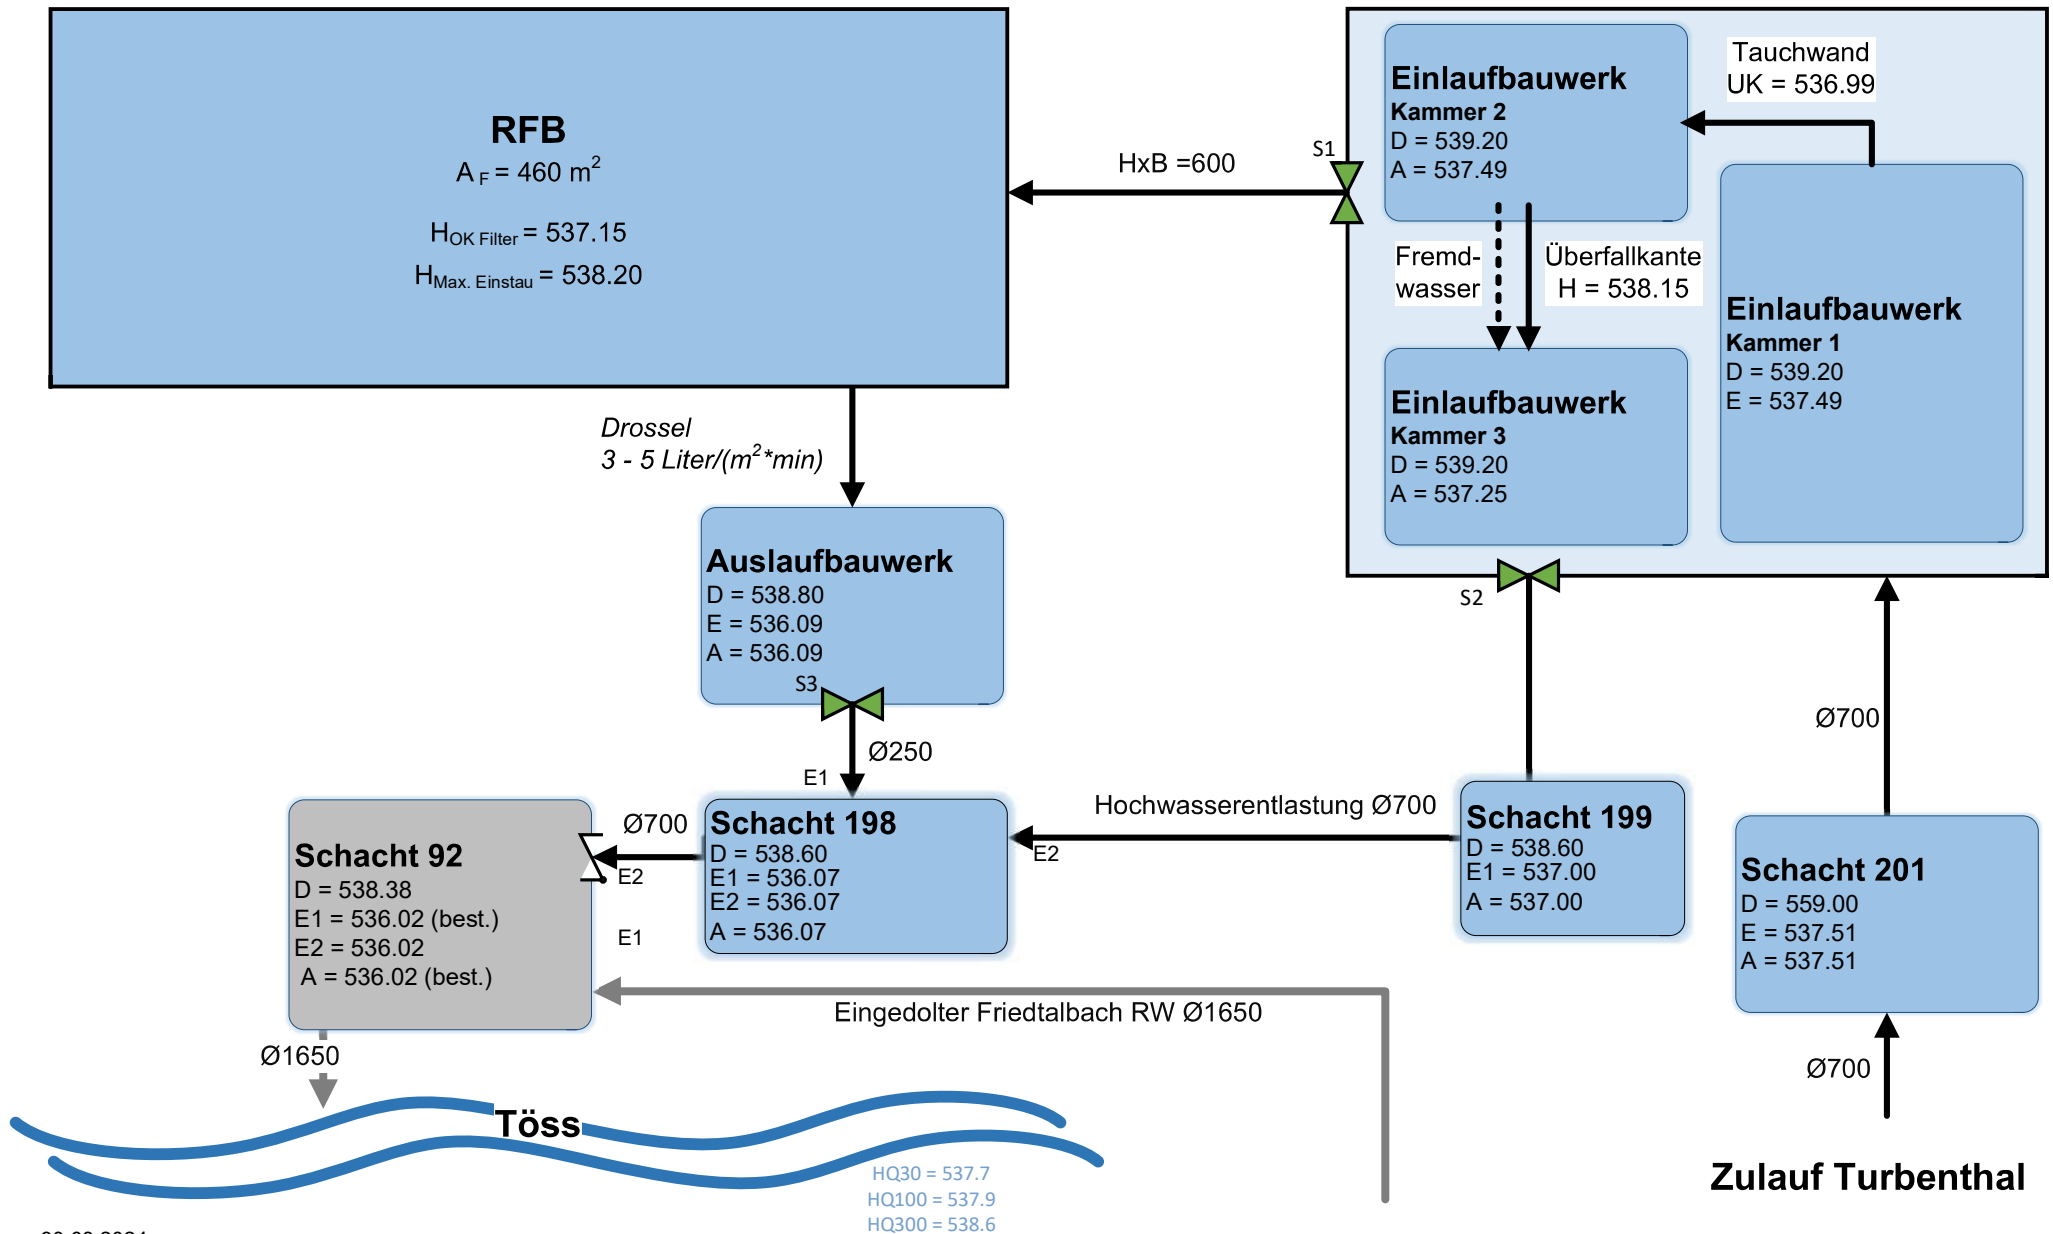 RFB
A F = 460 m2
HOK Filter = 537.15
HMax. Einstau = 538.20
HxB =600
S1
Einlaufbauwerk
Kammer 2
D = 539.20
A = 537.49
Tauchwand
UK = 536.99
Fremd-
wasser
Überfallkante
H = 538.15
Einlaufbauwerk
Kammer 1
D = 539.20
E = 537.49
Einlaufbauwerk
Kammer 3
D = 539.20
A = 537.25
S2
Drossel
3 - 5 Liter/(m2*min)
Auslaufbauwerk
D = 538.80
E = 536.09
A = 536.09
S3
Ø250
E1
Ø700
Schacht 92
D = 538.38
E1 = 536.02 (best.)
E2 = 536.02
A = 536.02 (best.)
Ø700
E2
E1
Schacht 198
D = 538.60
E1 = 536.07
E2 = 536.07
A = 536.07
Hochwasserentlastung Ø700
E2
Schacht 199
D = 538.60
E1 = 537.00
A = 537.00
Schacht 201
D = 559.00
E = 537.51
A = 537.51
Eingedolter Friedtalbach RW Ø1650
Ø1650
Ø700
Töss
HQ30 = 537.7
HQ100 = 537.9
HQ300 = 538.6
Zulauf Turbenthal